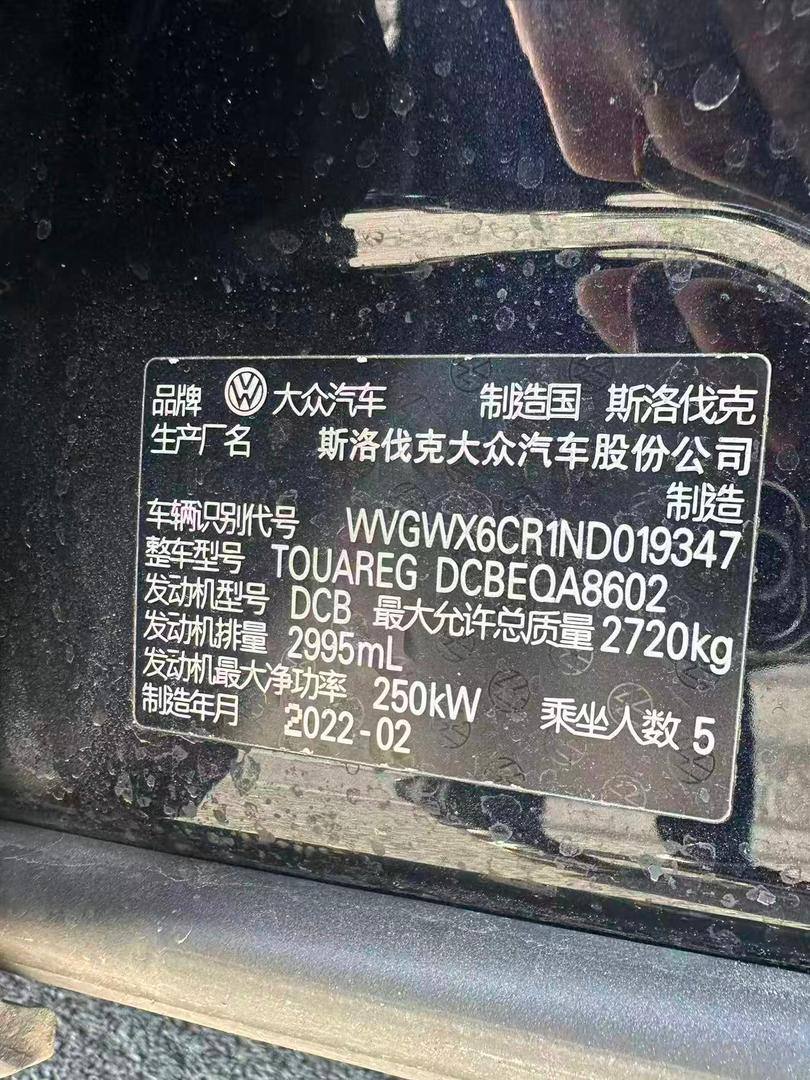 品牌 大众汽车 制造国 斯洛伐克
生产厂名 斯洛伐克大众汽车股份公司
制造
车辆识别代号 WVGWX6CR1ND019347
整车型号 TOUAREG DCBEQA8602
发动机型号 DCB 最大允许总质量 2720kg
发动机排量 2995mL
发动机最大净功率 250kW 乘坐人数 5
制造年月 2022-02